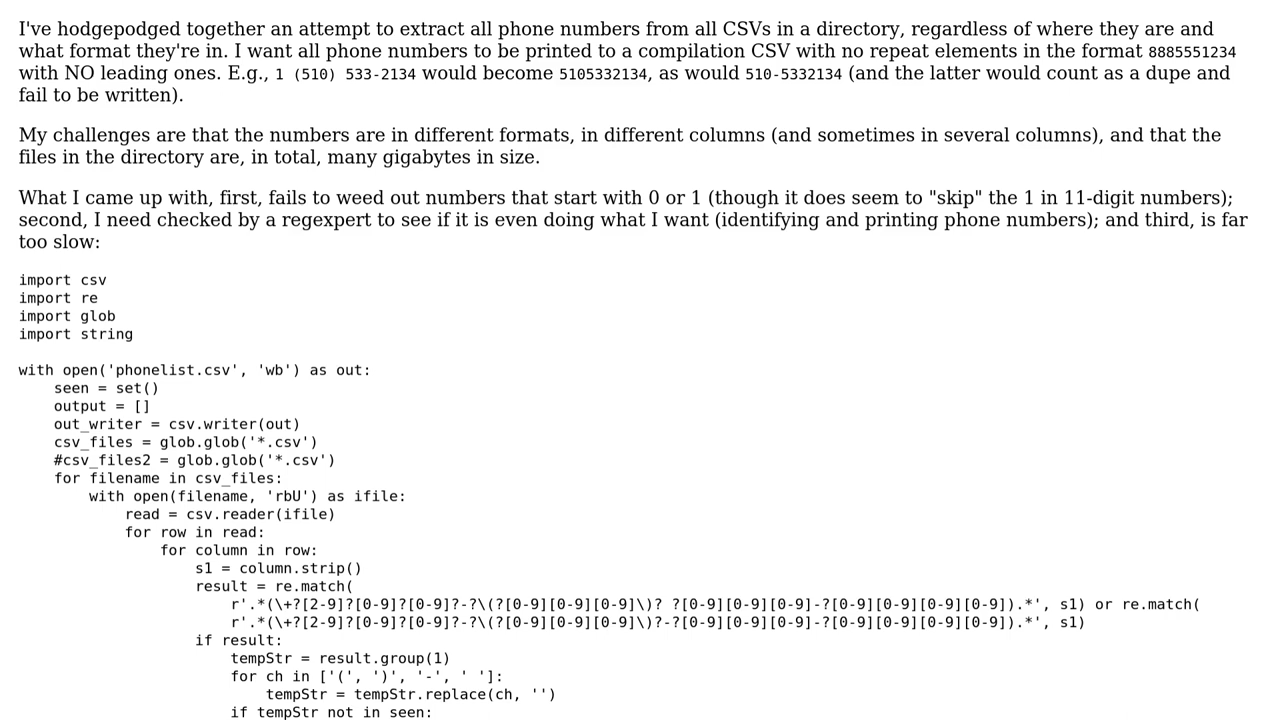 I've hodgepodged together an attempt to extract all phone numbers from all CSVs in a directory, regardless of where they are and
what format they're in. I want all phone numbers to be printed to a compilation CSV with no repeat elements in the format 8885551234
with NO leading ones. E.g., 1 (510) 533-2134 would become 5105332134, as would 510-5332134 (and the latter would count as a dupe and
fail to be written).
My challenges are that the numbers are in different formats, in different columns (and sometimes in several columns), and that the
files in the directory are, in total, many gigabytes in size.
What I came up with, first, fails to weed out numbers that start with 0 or 1 (though it does seem to "skip" the 1 in 11-digit numbers);
second, I need checked by a regexpert to see if it is even doing what I want (identifying and printing phone numbers); and third, is far
too slow:
import csv
import re
import glob
import string
with open('phonelist.csv', 'wb') as out:
    seen = set()
    output = []
    out_writer = csv.writer(out)
    csv_files = glob.glob('*.csv')
    #csv_files2 = glob.glob('*.csv')
    for filename in csv_files:
        with open(filename, 'rbU') as ifile:
            read = csv.reader(ifile)
            for row in read:
                for column in row:
                    s1 = column.strip()
                    result = re.match(
                        r'.*(\+?[2-9]?[0-9]?[0-9]?-?\(?[0-9][0-9][0-9]\)? ?[0-9][0-9][0-9]-?[0-9][0-9][0-9][0-9]).*', s1) or re.match(
                        r'.*(\+?[2-9]?[0-9]?[0-9]?-?\(?[0-9][0-9][0-9]\)?-?[0-9][0-9][0-9]-?[0-9][0-9][0-9][0-9]).*', s1)
                    if result:
                        tempStr = result.group(1)
                        for ch in ['(', ')', '-', ' ']:
                            tempStr = tempStr.replace(ch, '')
                        if tempStr not in seen: